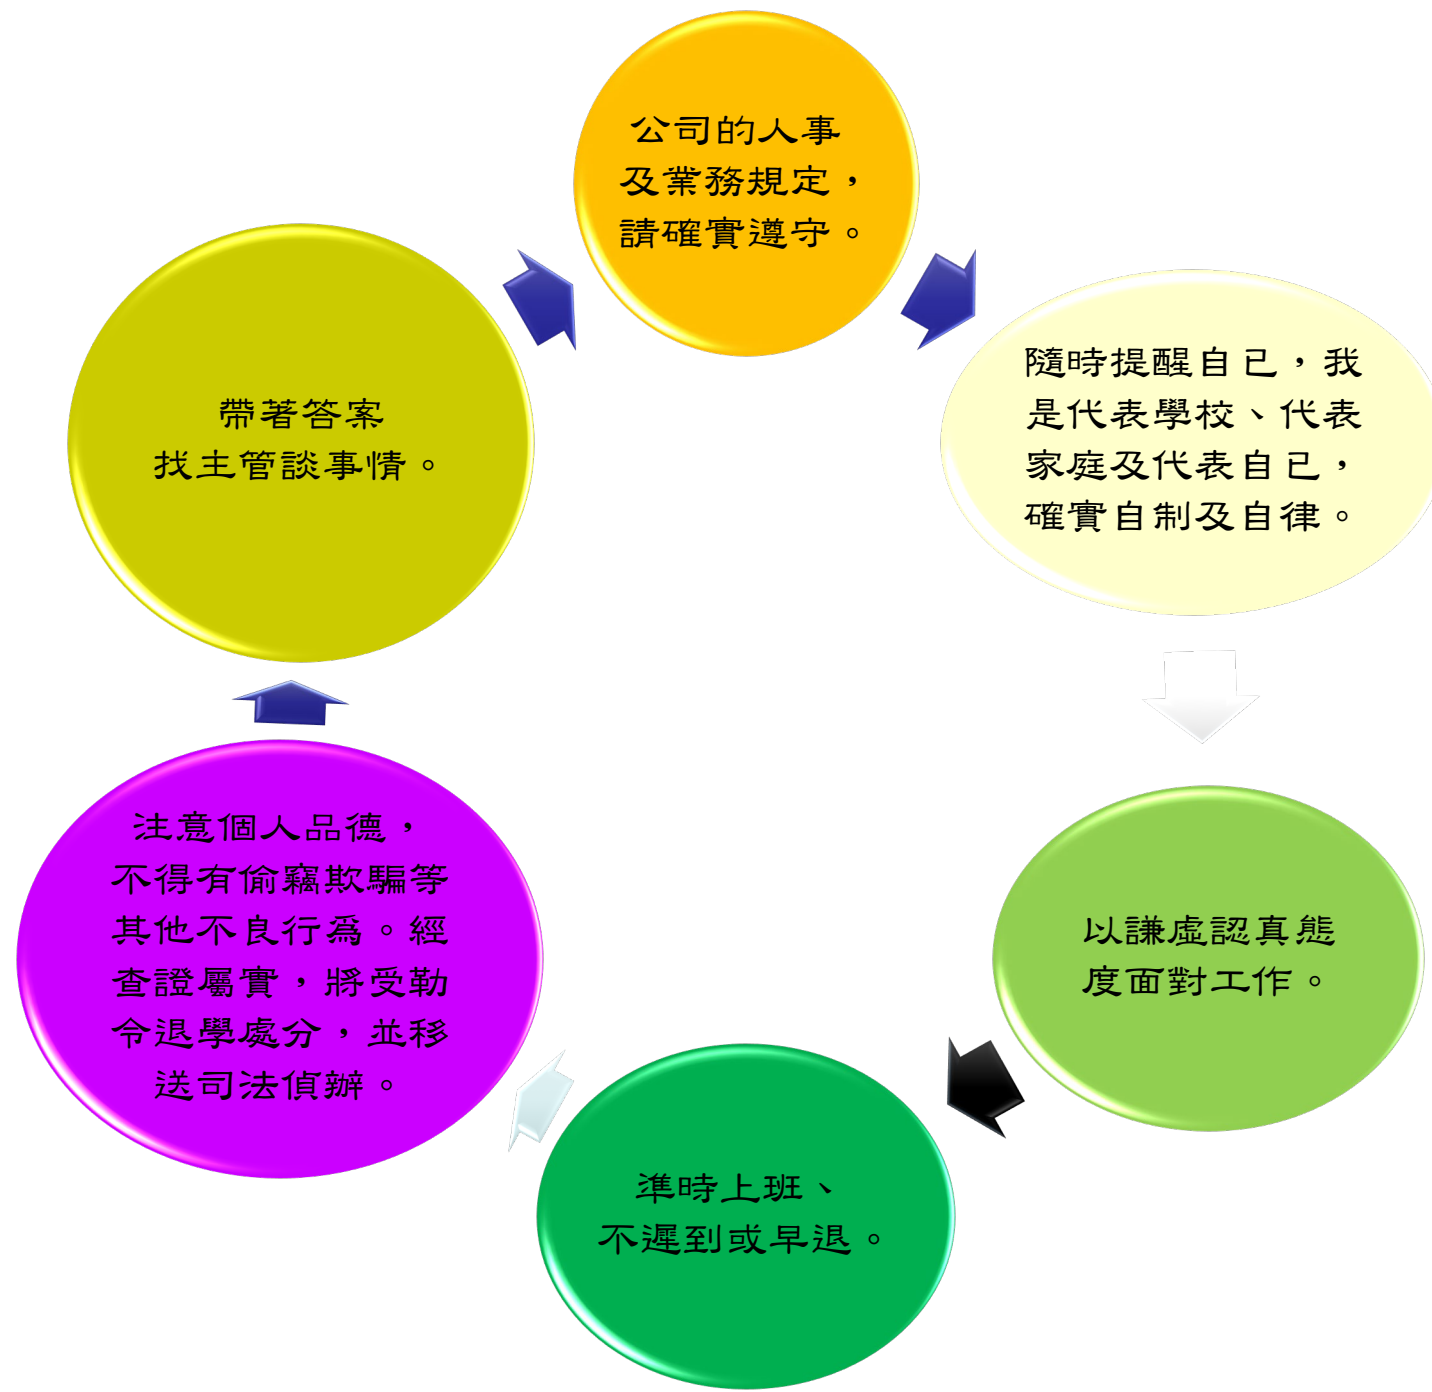 公司的人事
及業務規定，
請確實遵守。
隨時提醒自己，我
是代表學校、代表
家庭及代表自己，
確實自制及自律。
以謙虛認真態
度面對工作。
準時上班、
不遲到或早退。
注意個人品德，
不得有偷竊欺騙等
其他不良行為。經
查證屬實，將受勒
令退學處分，並移
送司法偵辦。
帶著答案
找主管談事情。